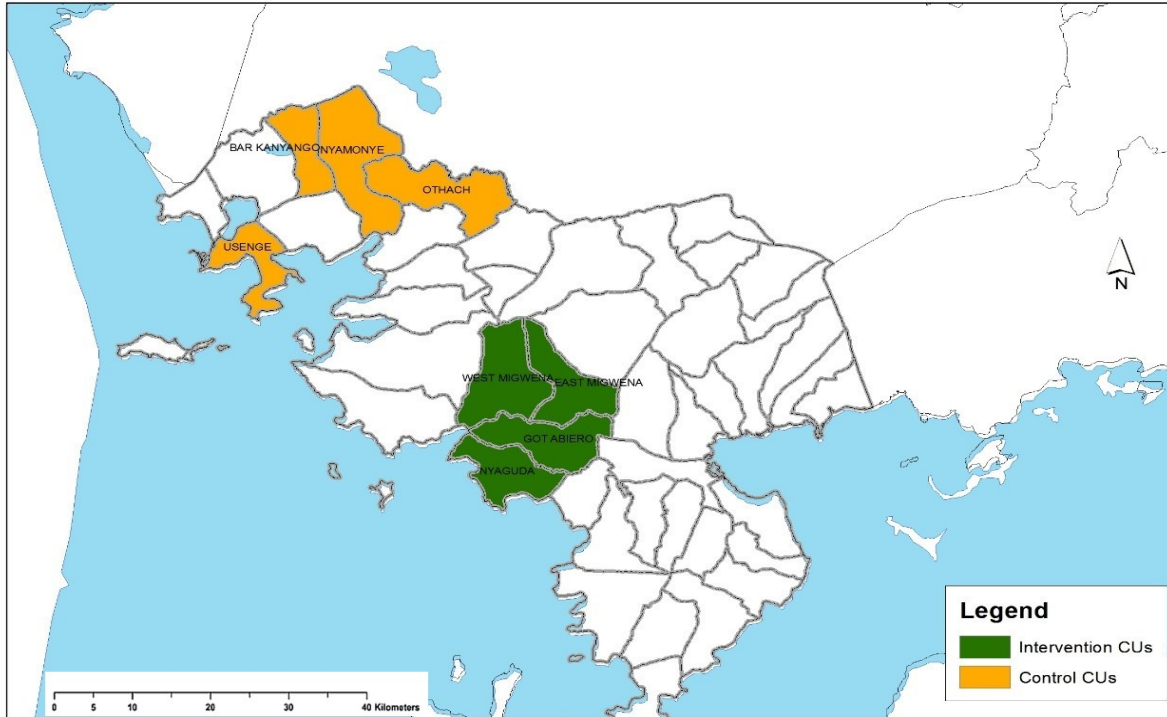 BAR KANYANGO
NYAMONYE
OTHACH
USENGE
N
WEST MIGWENA
EAST MIGWENA
GOT ABIERO
NYAGUDA
Legend
Intervention CUs
Control CUs
0 5 10 20 30 40 Kilometers